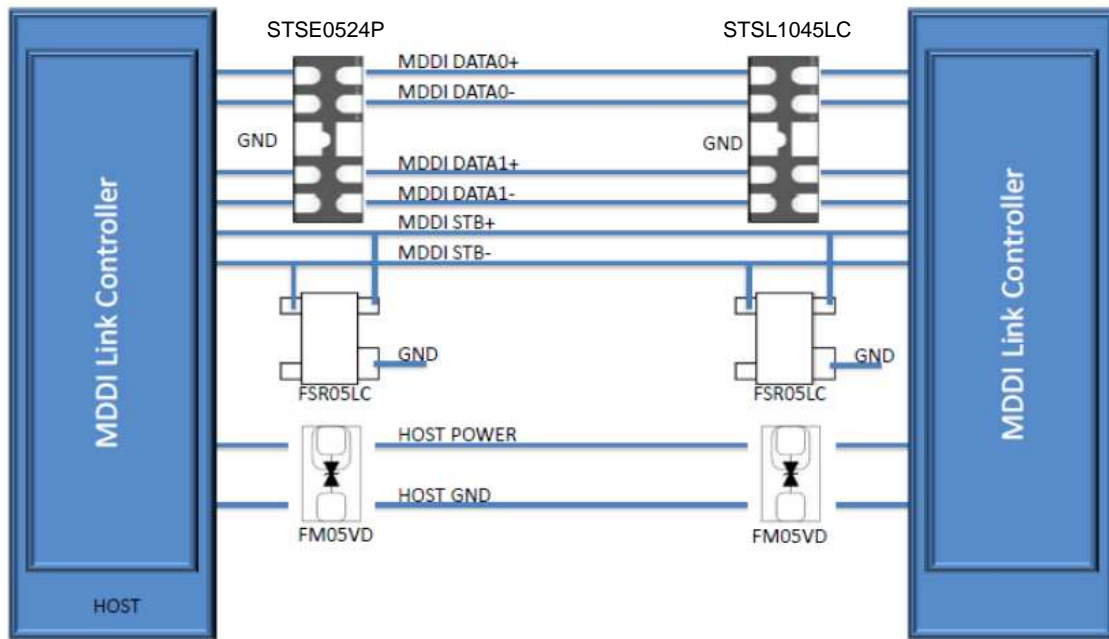 STSE0524P
STSL1045LC
MDDI DATA0+
MDDI DATA0-
GND
GND
MDDI DATA1+
MDDI DATA1-
MDDI STB+
MDDI STB-
MDDI Link Controller
MDDI Link Controller
GND
GND
FSR05LC
FSR05LC
HOST POWER
HOST GND
FM05VD
FM05VD
HOST